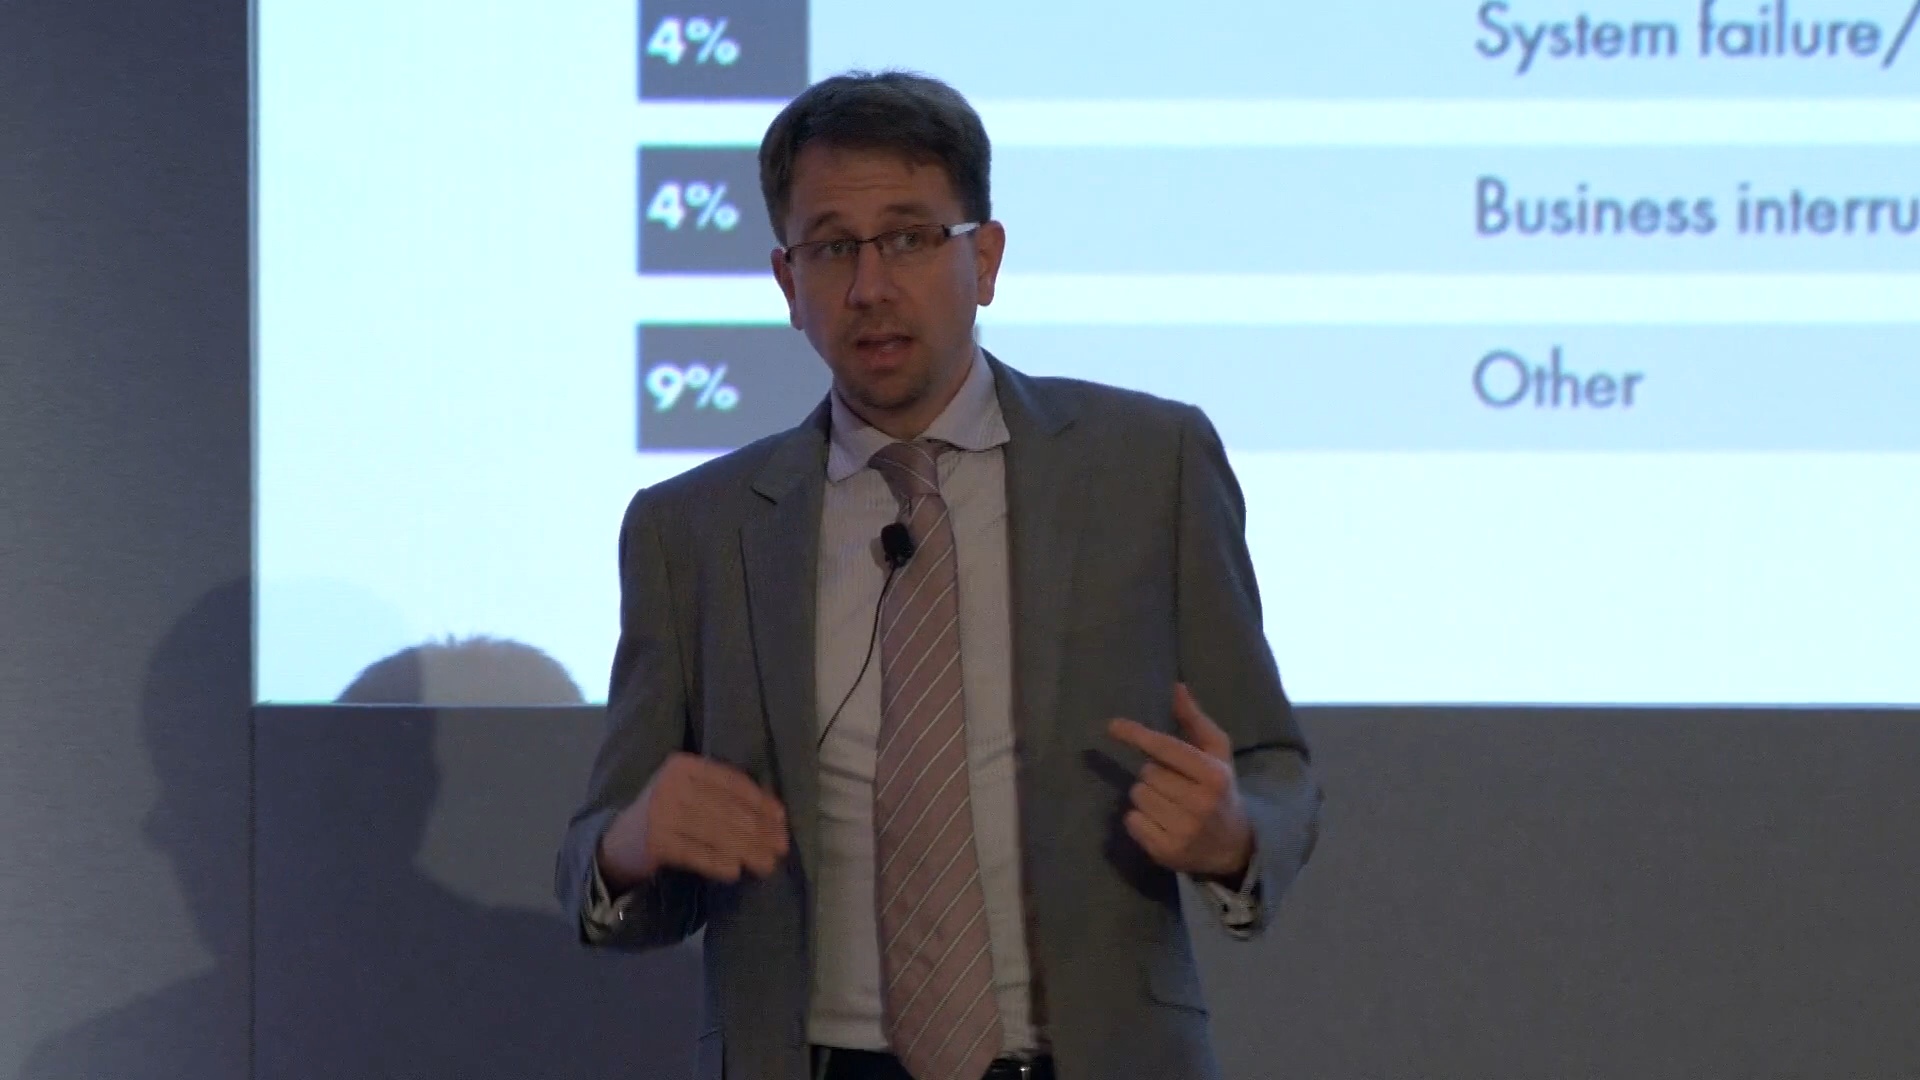 4% System failure/
4% Business interru
9% Other